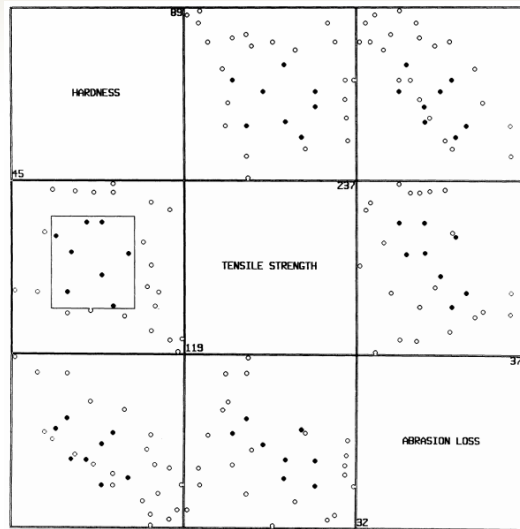 89
HARDNESS
45
237
TENSILE STRENGTH
119
37
ABRASION LOSS
32